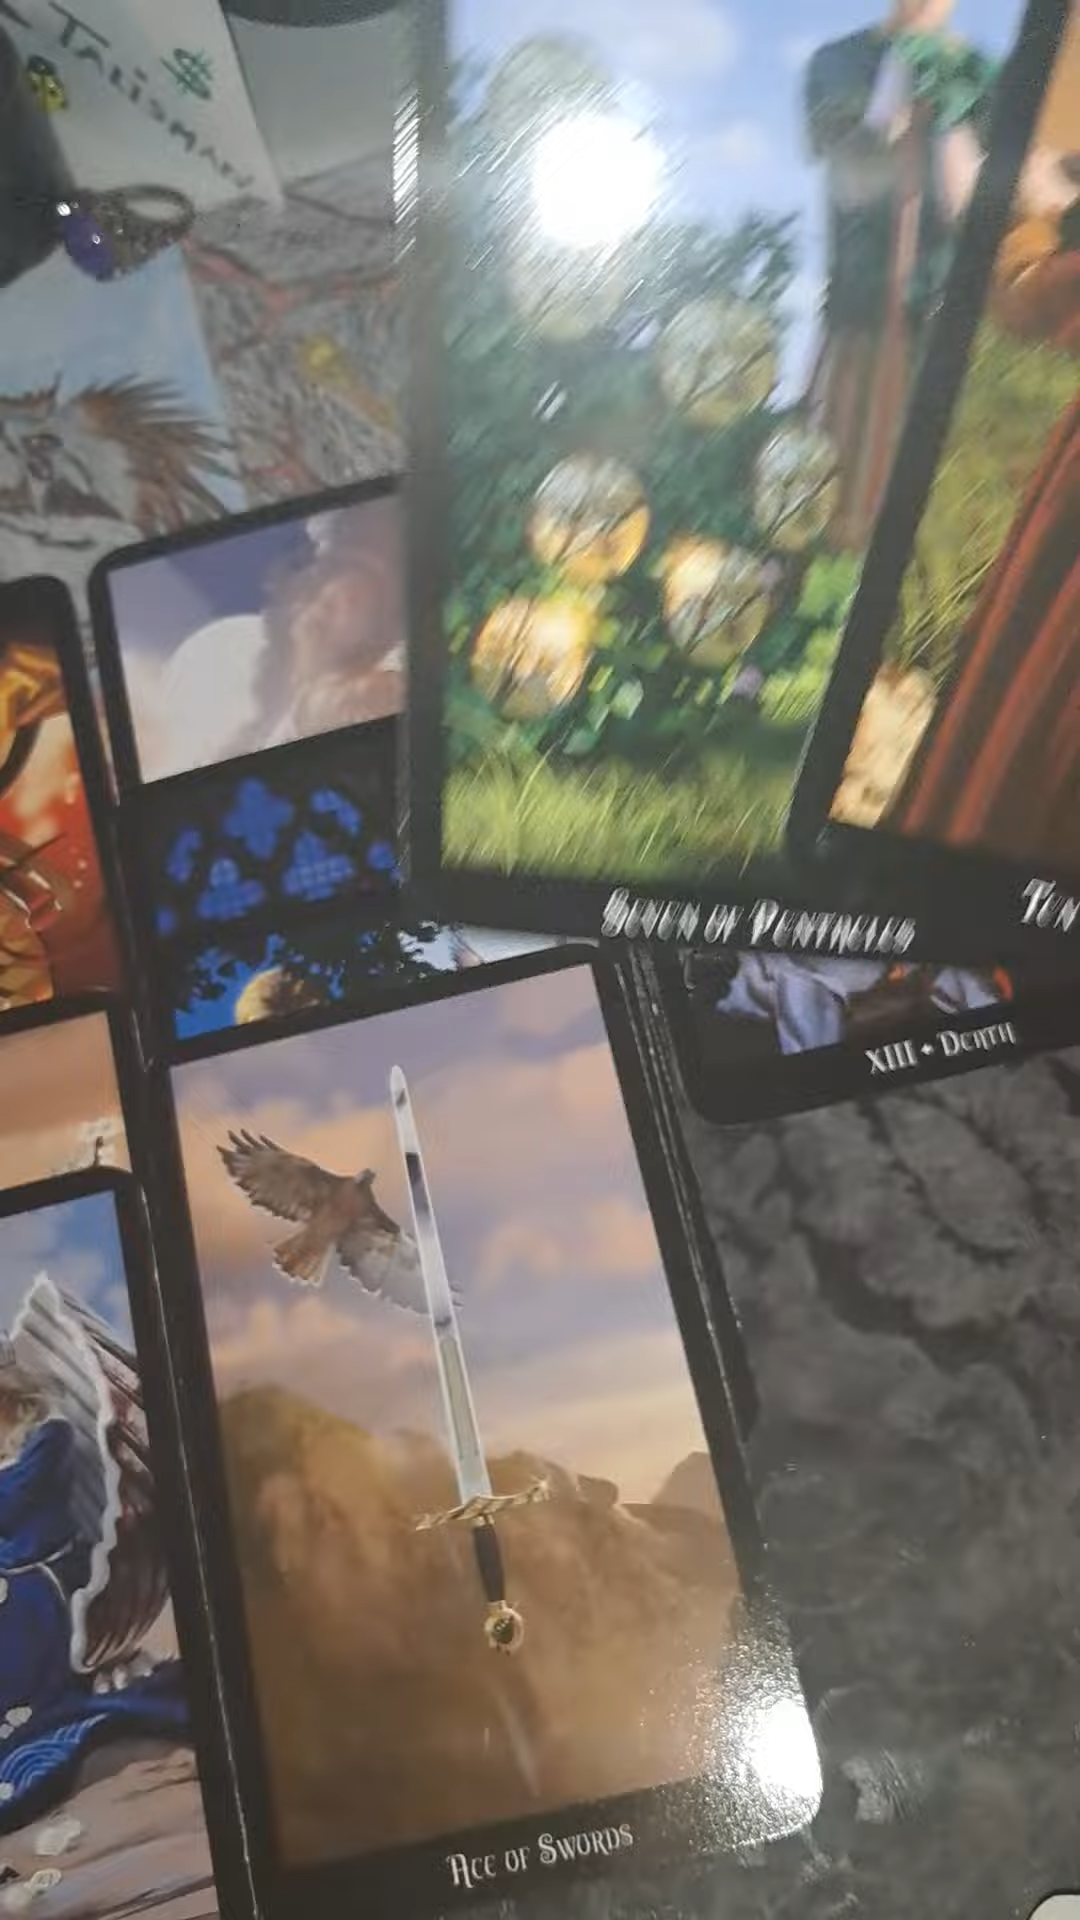 TALISMAN
$
SEVEN OF PENTACLES
TEN
XIII • DEATH
ACE OF SWORDS